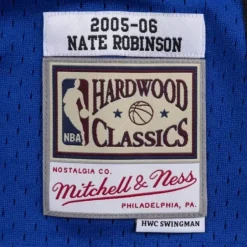 2005-06
NATE ROBINSON
HARDWOOD
NBA
CLASSICS
NOSTALGIA CO.
Mitchell & Ness
PHILADELPHIA, PA.
HWC SWINGMAN